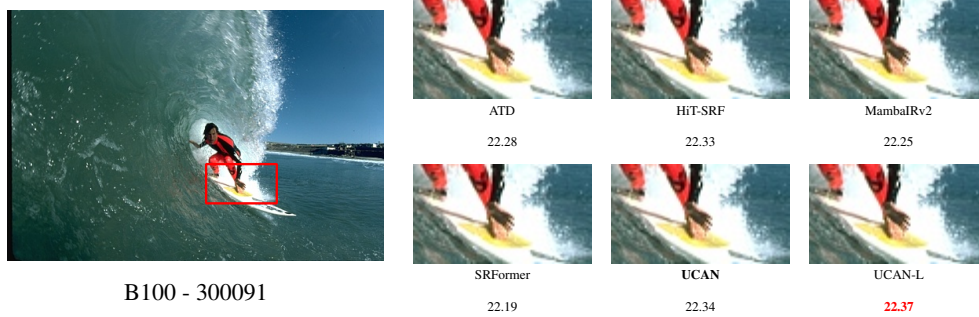 ATD
HiT-SRF
MambaIRv2
22.28
22.33
22.25
SRFormer
UCAN
UCAN-L
22.19
22.34
22.37
B100 - 300091